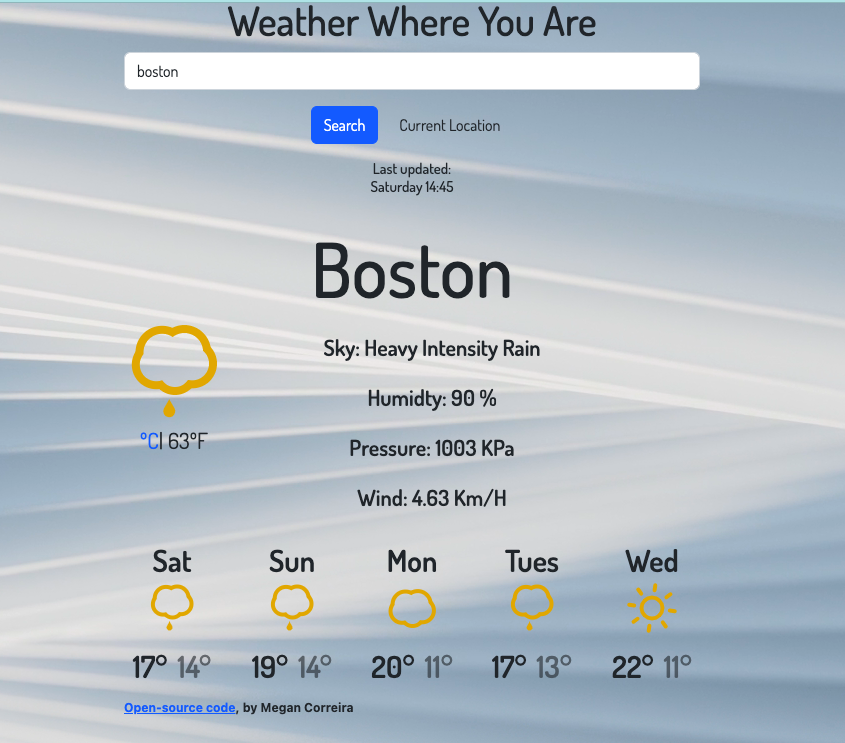 Weather Where You Are
boston
Search Current Location
Last updated:
Saturday 14:45
Boston
Sky: Heavy Intensity Rain
Humidty: 90 %
°C| 63°F
Pressure: 1003 KPa
Wind: 4.63 Km/H
Sat Sun Mon Tues Wed
17° 14° 19° 14° 20° 11° 17° 13° 22° 11°
Open-source code, by Megan Correira